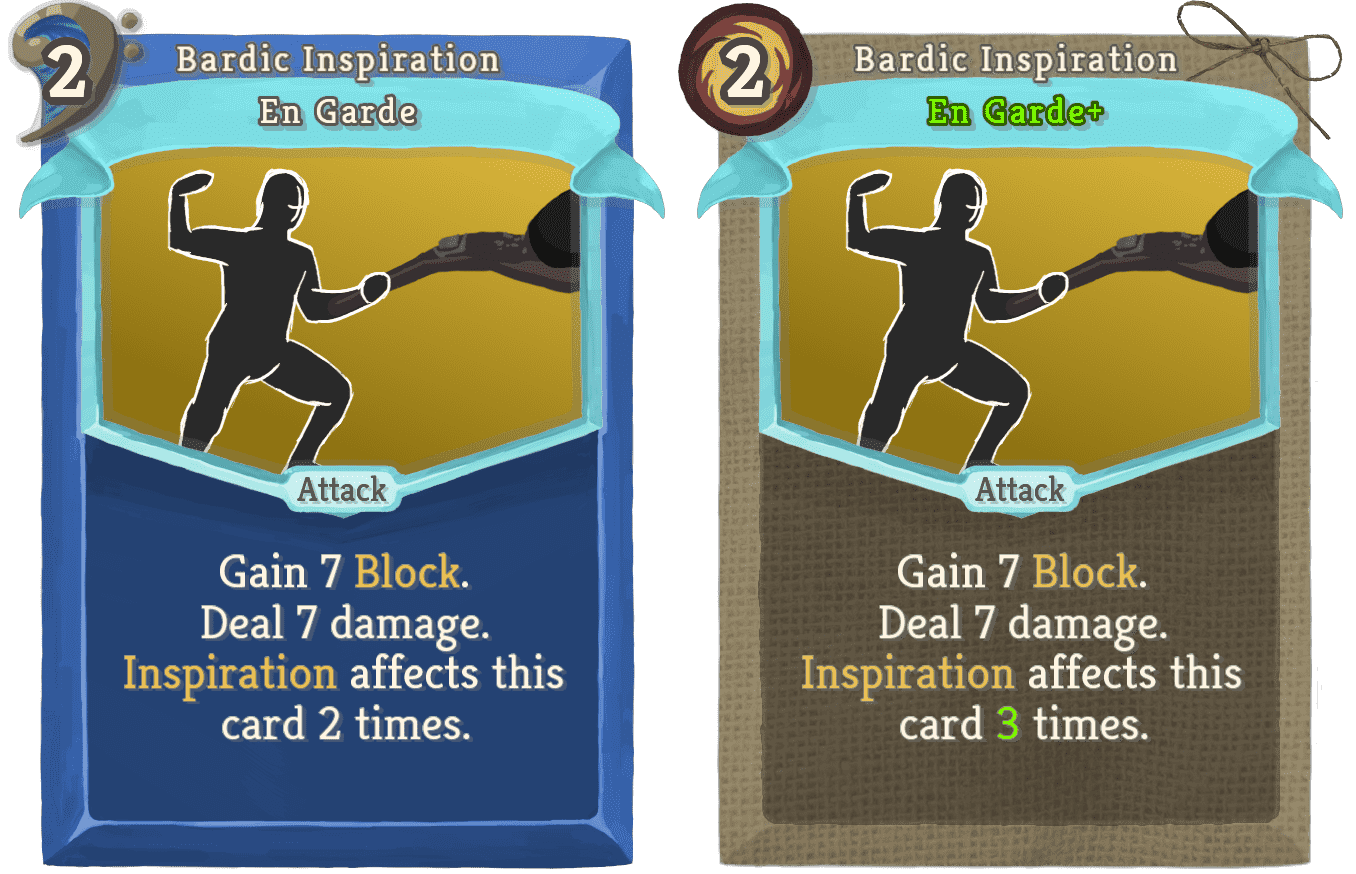 2
Bardic Inspiration
En Garde
Attack
Gain 7 Block.
Deal 7 damage.
Inspiration affects this
card 2 times.
2
Bardic Inspiration
En Garde+
Attack
Gain 7 Block.
Deal 7 damage.
Inspiration affects this
card 3 times.